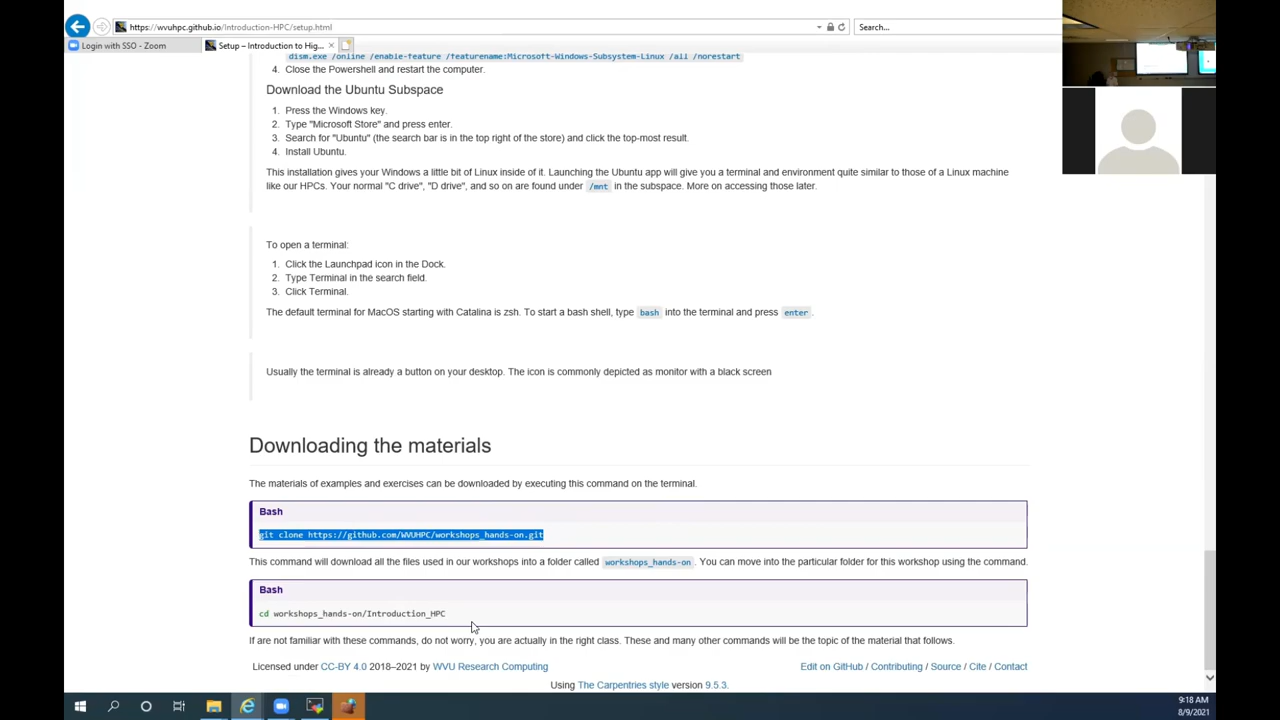 https://wvuhpc.github.io/Introduction-HPC/setup.html
Search...
Login with SSO - Zoom
Setup – Introduction to Hig...
dism.exe /online /enable-feature /featurename:Microsoft-Windows-Subsystem-Linux /all /norestart
4. Close the Powershell and restart the computer.
Download the Ubuntu Subspace
1. Press the Windows key.
2. Type "Microsoft Store" and press enter.
3. Search for "Ubuntu" (the search bar is in the top right of the store) and click the top-most result.
4. Install Ubuntu.
This installation gives your Windows a little bit of Linux inside of it. Launching the Ubuntu app will give you a terminal and environment quite similar to those of a Linux machine
like our HPCs. Your normal "C drive", "D drive", and so on are found under /mnt in the subspace. More on accessing those later.
To open a terminal:
1. Click the Launchpad icon in the Dock.
2. Type Terminal in the search field.
3. Click Terminal.
The default terminal for MacOS starting with Catalina is zsh. To start a bash shell, type bash into the terminal and press enter.
Usually the terminal is already a button on your desktop. The icon is commonly depicted as monitor with a black screen
Downloading the materials
The materials of examples and exercises can be downloaded by executing this command on the terminal.
Bash
git clone https://github.com/WVUHPC/workshops_hands-on.git
This command will download all the files used in our workshops into a folder called workshops_hands-on. You can move into the particular folder for this workshop using the command.
Bash
cd workshops_hands-on/Introduction_HPC
If are not familiar with these commands, do not worry, you are actually in the right class. These and many other commands will be the topic of the material that follows.
Licensed under CC-BY 4.0 2018–2021 by WVU Research Computing
Edit on GitHub / Contributing / Source / Cite / Contact
Using The Carpentries style version 9.5.3.
9:18 AM
8/9/2021